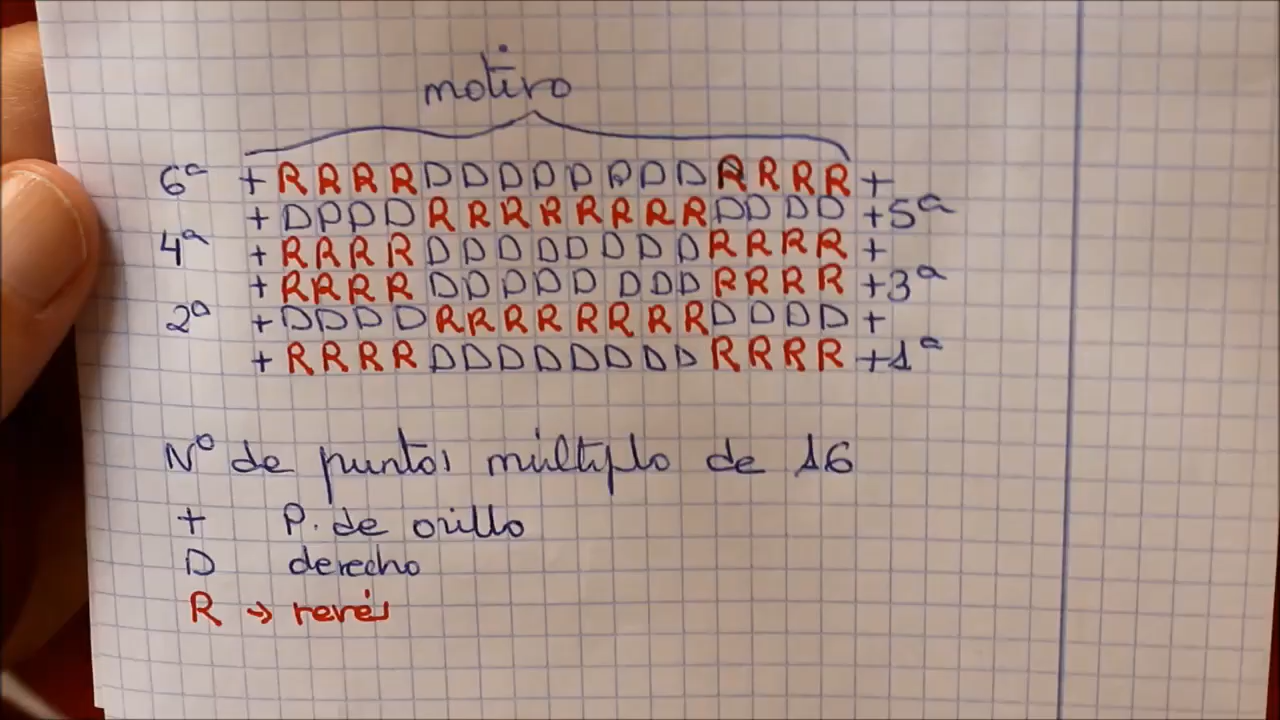 motivo
6ª + R R R R D D D D D D D D R R R R +
+ D D D D R R R R R R R R D D D D + 5ª
4ª + R R R R D D D D D D D D R R R R +
+ R R R R D D D D D D D D R R R R + 3ª
2ª + D D D D R R R R R R R R D D D D +
+ R R R R D D D D D D D D R R R R + 1ª
Nº de puntos múltiplo de 16
+ P. de orillo
D derecho
R → revés